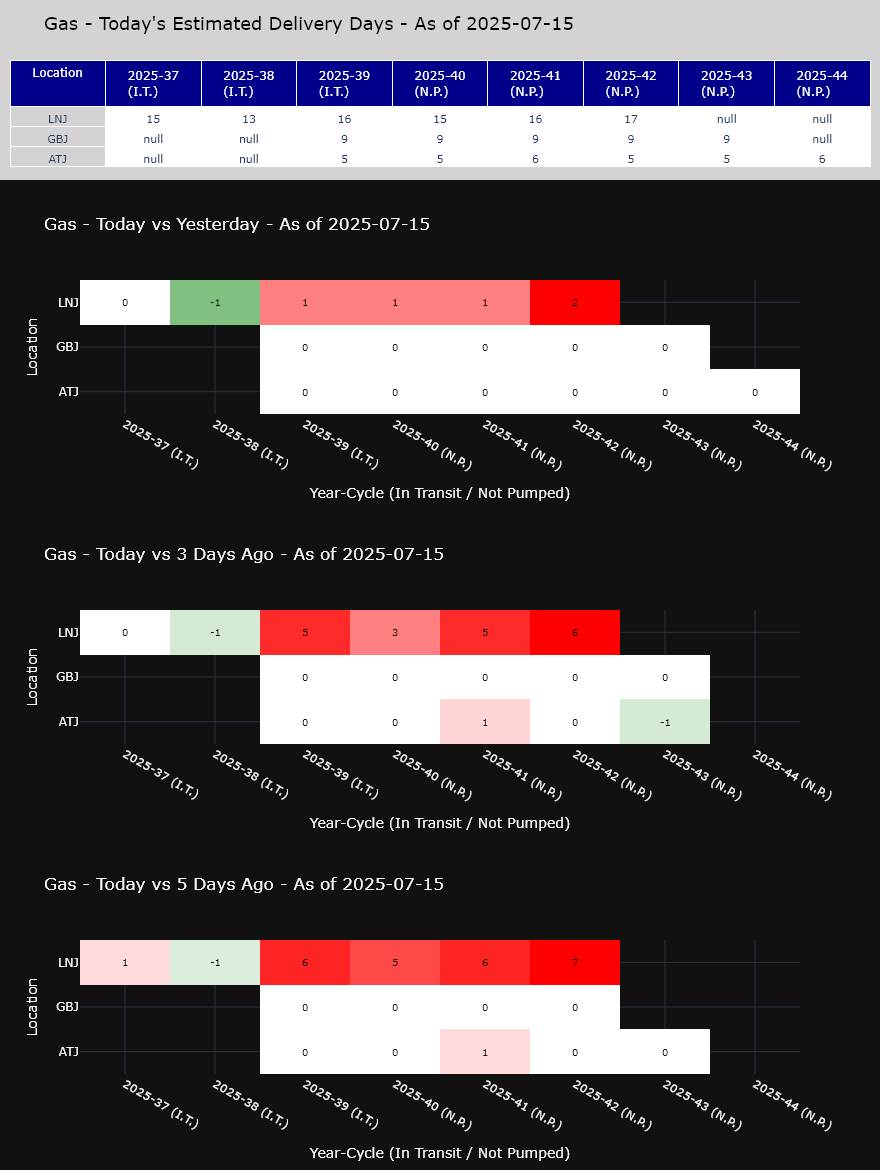 Gas - Today's Estimated Delivery Days - As of 2025-07-15
Location 2025-37 (I.T.) 2025-38 (I.T.) 2025-39 (I.T.) 2025-40 (N.P.) 2025-41 (N.P.) 2025-42 (N.P.) 2025-43 (N.P.) 2025-44 (N.P.)
LNJ 15 13 16 15 16 17 null null
GBJ null null 9 9 9 9 9 null
ATJ null null 5 5 6 5 5 6
Gas - Today vs Yesterday - As of 2025-07-15
Location
LNJ 0 -1 1 1 1 2
GBJ 0 0 0 0 0
ATJ 0 0 0 0 0 0
2025-37 (I.T.) 2025-38 (I.T.) 2025-39 (I.T.) 2025-40 (N.P.) 2025-41 (N.P.) 2025-42 (N.P.) 2025-43 (N.P.) 2025-44 (N.P.)
Year-Cycle (In Transit / Not Pumped)
Gas - Today vs 3 Days Ago - As of 2025-07-15
Location
LNJ 0 -1 5 3 5 6
GBJ 0 0 0 0 0
ATJ 0 0 1 0 -1
2025-37 (I.T.) 2025-38 (I.T.) 2025-39 (I.T.) 2025-40 (N.P.) 2025-41 (N.P.) 2025-42 (N.P.) 2025-43 (N.P.) 2025-44 (N.P.)
Year-Cycle (In Transit / Not Pumped)
Gas - Today vs 5 Days Ago - As of 2025-07-15
Location
LNJ 1 -1 6 5 6 7
GBJ 0 0 0 0
ATJ 0 0 1 0 0
2025-37 (I.T.) 2025-38 (I.T.) 2025-39 (I.T.) 2025-40 (N.P.) 2025-41 (N.P.) 2025-42 (N.P.) 2025-43 (N.P.) 2025-44 (N.P.)
Year-Cycle (In Transit / Not Pumped)